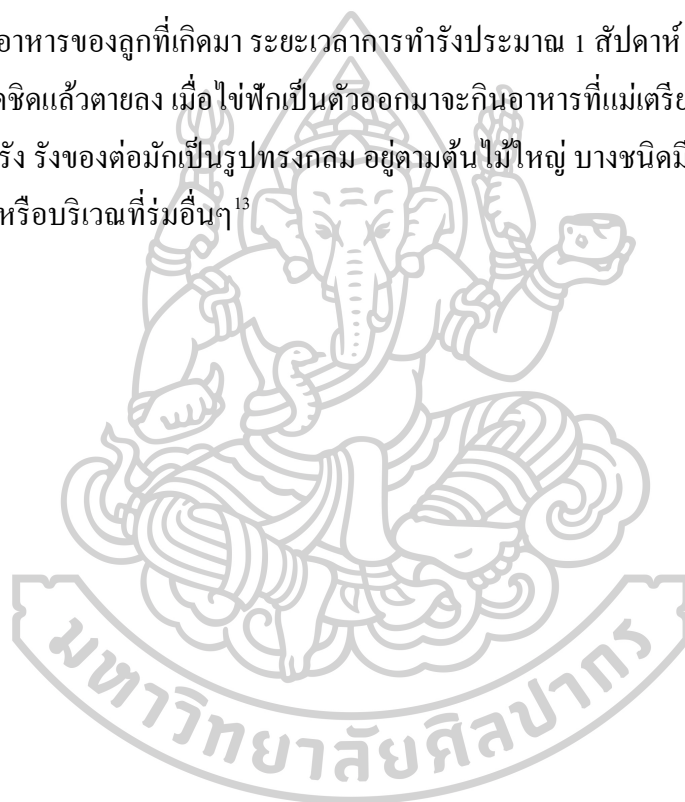 อาหารของลูกที่เกิดมา ระยะเวลาการทำรังประมาณ 1 สัปดาห์
ดชิดแล้วตายลง เมื่อไข่ฟักเป็นตัวออกมาจะกินอาหารที่แม่เตรีย
รัง รังของต่อมักเป็นรูปทรงกลม อยู่ตามต้นไม้ใหญ่ บางชนิดมี
หรือบริเวณที่ร่มอื่นๆ13
มหาวิทยาลัยศิลปากร